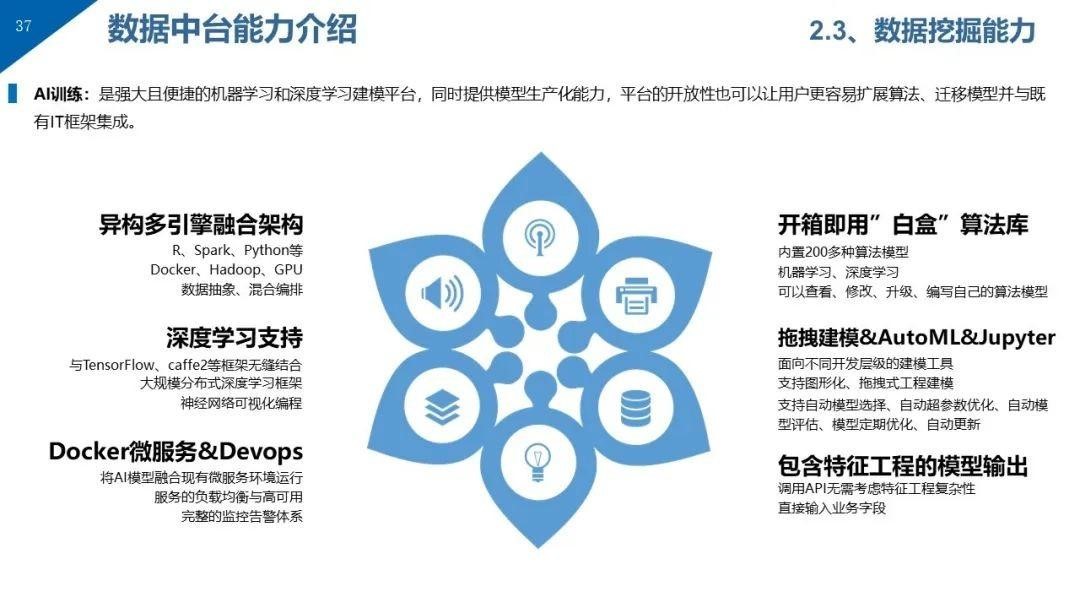 37
数据中台能力介绍
2.3、数据挖掘能力
AI训练：是强大且便捷的机器学习和深度学习建模平台，同时提供模型生产化能力，平台的开放性也可以让用户更容易扩展算法、迁移模型并与既
有IT框架集成。
异构多引擎融合架构
R、Spark、Python等
Docker、Hadoop、GPU
数据抽象、混合编排
深度学习支持
与TensorFlow、caffe2等框架无缝结合
大规模分布式深度学习框架
神经网络可视化编程
Docker微服务&Devops
将AI模型融合现有微服务环境运行
服务的负载均衡与高可用
完整的监控告警体系
开箱即用”白盒”算法库
内置200多种算法模型
机器学习、深度学习
可以查看、修改、升级、编写自己的算法模型
拖拽建模&AutoML&Jupyter
面向不同开发层级的建模工具
支持图形化、拖拽式工程建模
支持自动模型选择、自动超参数优化、自动模
型评估、模型定期优化、自动更新
包含特征工程的模型输出
调用API无需考虑特征工程复杂性
直接输入业务字段